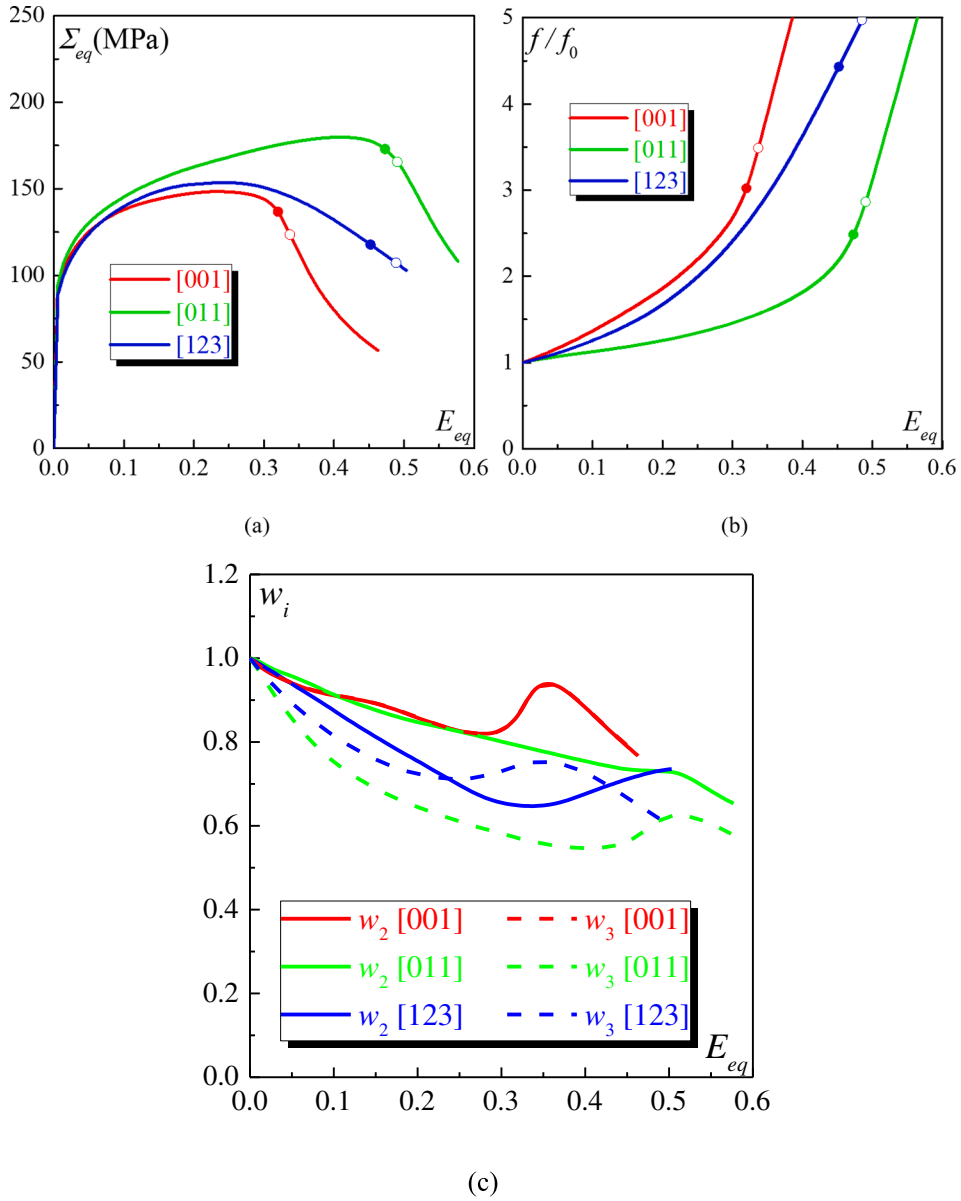 Σeq(MPa)
250
200
150
100
50
0
[001]
[011]
[123]
Eeq
0.0 0.1 0.2 0.3 0.4 0.5 0.6
(a)
f/f0
5
4
3
2
1
0
[001]
[011]
[123]
Eeq
0.0 0.1 0.2 0.3 0.4 0.5 0.6
(b)
wi
1.2
1.0
0.8
0.6
0.4
0.2
0.0
w2 [001] w3 [001]
w2 [011] w3 [011]
w2 [123] w3 [123]
Eeq
0.0 0.1 0.2 0.3 0.4 0.5 0.6
(c)